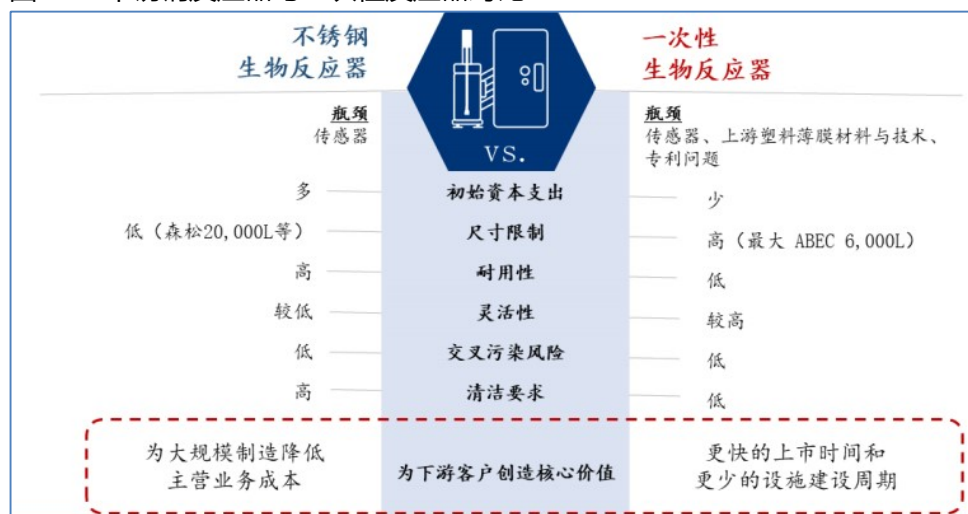 不锈钢
生物反应器
一次性
生物反应器
VS.
瓶颈
传感器
瓶颈
传感器、上游塑料薄膜材料与技术、
专利问题
多 初始資本支出 少
低（森松20,000L等） 尺寸限制 高（最大 ABEC 6,000L）
高 耐用性 低
较低 灵活性 较高
低 交叉污染风险 低
高 清洁要求 低
为大规模制造降低
主营业务成本
为下游客户创造核心价值
更快的上市时间和
更少的设施建设周期